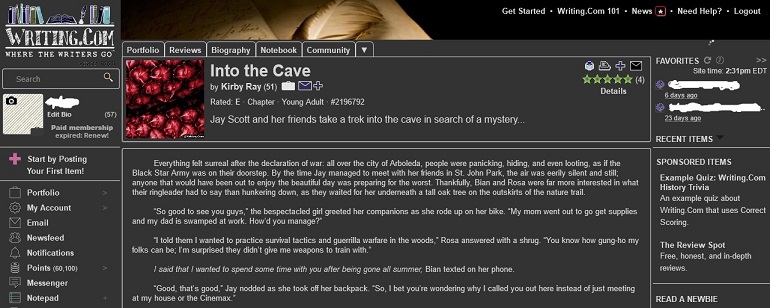 Get Started • Writing.Com 101 • News • Need Help? • Logout
WRITING.COM
WHERE THE WRITERS GO
Search
Edit Bio (57)
Paid membership
expired: Renew!
Start by Posting
Your First Item!
Portfolio >
My Account >
Email
Newsfeed
Notifications
Points (60,100) >
Messenger
Notepad +
Portfolio Reviews Biography Notebook Community ▼
Into the Cave
by Kirby Ray (51)
Rated: E · Chapter · Young Adult · #2196792
Jay Scott and her friends take a trek into the cave in search of a mystery...
(4)
Details
Everything felt surreal after the declaration of war: all over the city of Arboleda, people were panicking, hiding, and even looting, as if the
Black Star Army was on their doorstep. By the time Jay managed to meet with her friends in St. John Park, the air was eerily silent and still;
anyone that would have been out to enjoy the beautiful day was preparing for the worst. Thankfully, Bian and Rosa were far more interested in what
their ringleader had to say than hunkering down, as they waited for her underneath a tall oak tree on the outskirts of the nature trail.
“So good to see you guys,” the bespectacled girl greeted her companions as she rode up on her bike. “My mom went out to go get supplies
and my dad is swamped at work. How'd you manage?”
“I told them I wanted to practice survival tactics and guerrilla warfare in the woods,” Rosa answered with a shrug. “You know how gung-ho my
folks can be; I'm surprised they didn't give me weapons to train with.”
I said that I wanted to spend some time with you after being gone all summer, Bian texted on her phone.
“Good, that's good,” Jay nodded as she took off her backpack. “So, I bet you're wondering why I called you out here instead of just meeting
at my house or the Cinemax.”
FAVORITES >>
Site time: 2:31pm EDT
6 days ago
23 days ago
RECENT ITEMS
SPONSORED ITEMS
Example Quiz: Writing.Com
History Trivia
An example quiz about
Writing.Com that uses Correct
Scoring.
The Review Spot
Free, honest, and in-depth
reviews.
READ A NEWBIE